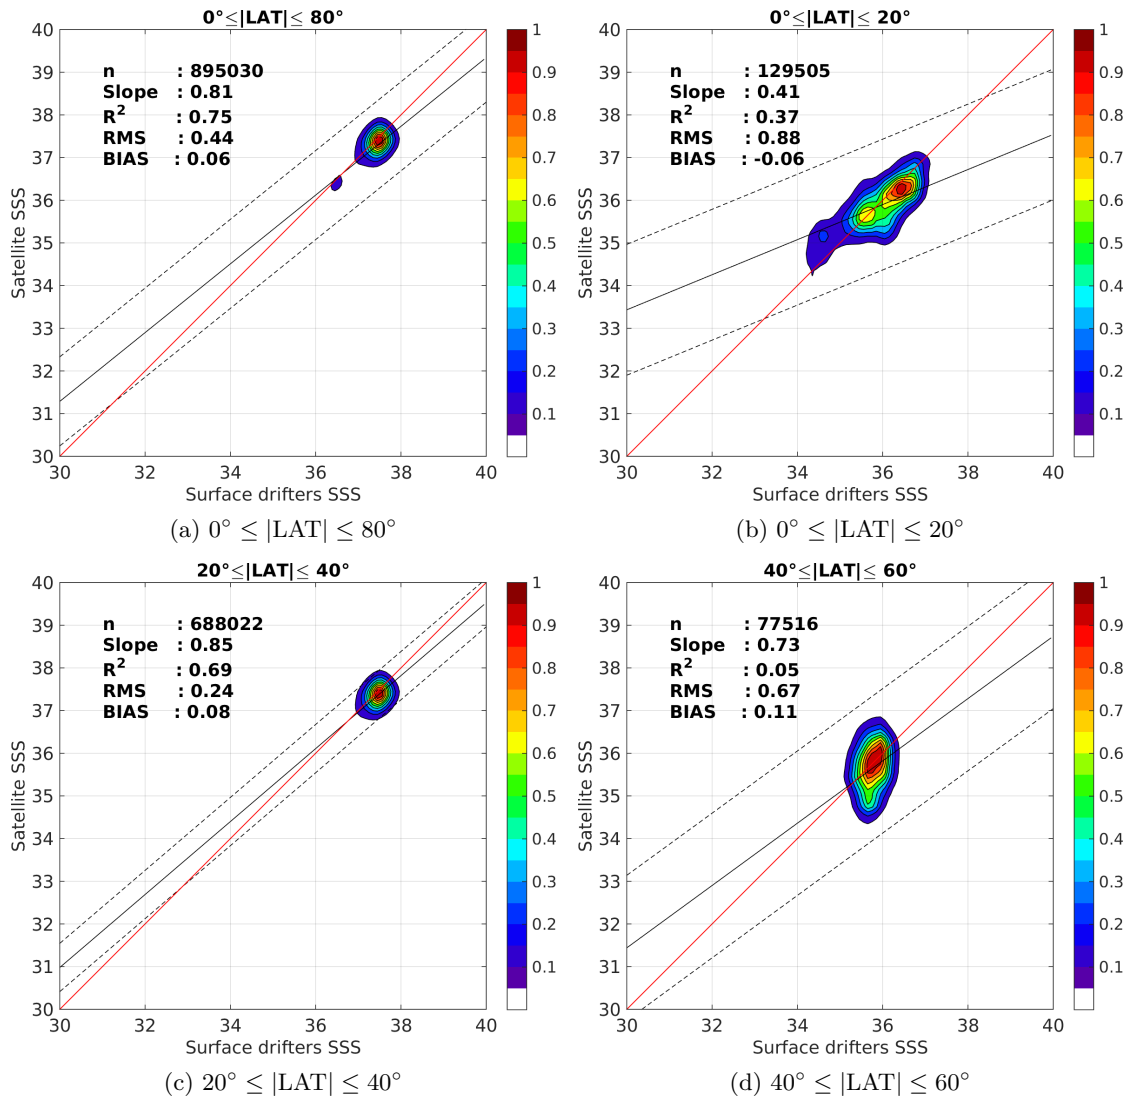 0°≤|LAT|≤ 80°
n : 895030
Slope : 0.81
R² : 0.75
RMS : 0.44
BIAS : 0.06
40
39
38
37
36
35
34
33
32
31
30
Satellite SSS
30 32 34 36 38 40
Surface drifters SSS
1
0.9
0.8
0.7
0.6
0.5
0.4
0.3
0.2
0.1
(a) 0° ≤ |LAT| ≤ 80°
0°≤|LAT|≤ 20°
n : 129505
Slope : 0.41
R² : 0.37
RMS : 0.88
BIAS : -0.06
40
39
38
37
36
35
34
33
32
31
30
Satellite SSS
30 32 34 36 38 40
Surface drifters SSS
1
0.9
0.8
0.7
0.6
0.5
0.4
0.3
0.2
0.1
(b) 0° ≤ |LAT| ≤ 20°
20°≤|LAT|≤ 40°
n : 688022
Slope : 0.85
R² : 0.69
RMS : 0.24
BIAS : 0.08
40
39
38
37
36
35
34
33
32
31
30
Satellite SSS
30 32 34 36 38 40
Surface drifters SSS
1
0.9
0.8
0.7
0.6
0.5
0.4
0.3
0.2
0.1
(c) 20° ≤ |LAT| ≤ 40°
40°≤|LAT|≤ 60°
n : 77516
Slope : 0.73
R² : 0.05
RMS : 0.67
BIAS : 0.11
40
39
38
37
36
35
34
33
32
31
30
Satellite SSS
30 32 34 36 38 40
Surface drifters SSS
1
0.9
0.8
0.7
0.6
0.5
0.4
0.3
0.2
0.1
(d) 40° ≤ |LAT| ≤ 60°